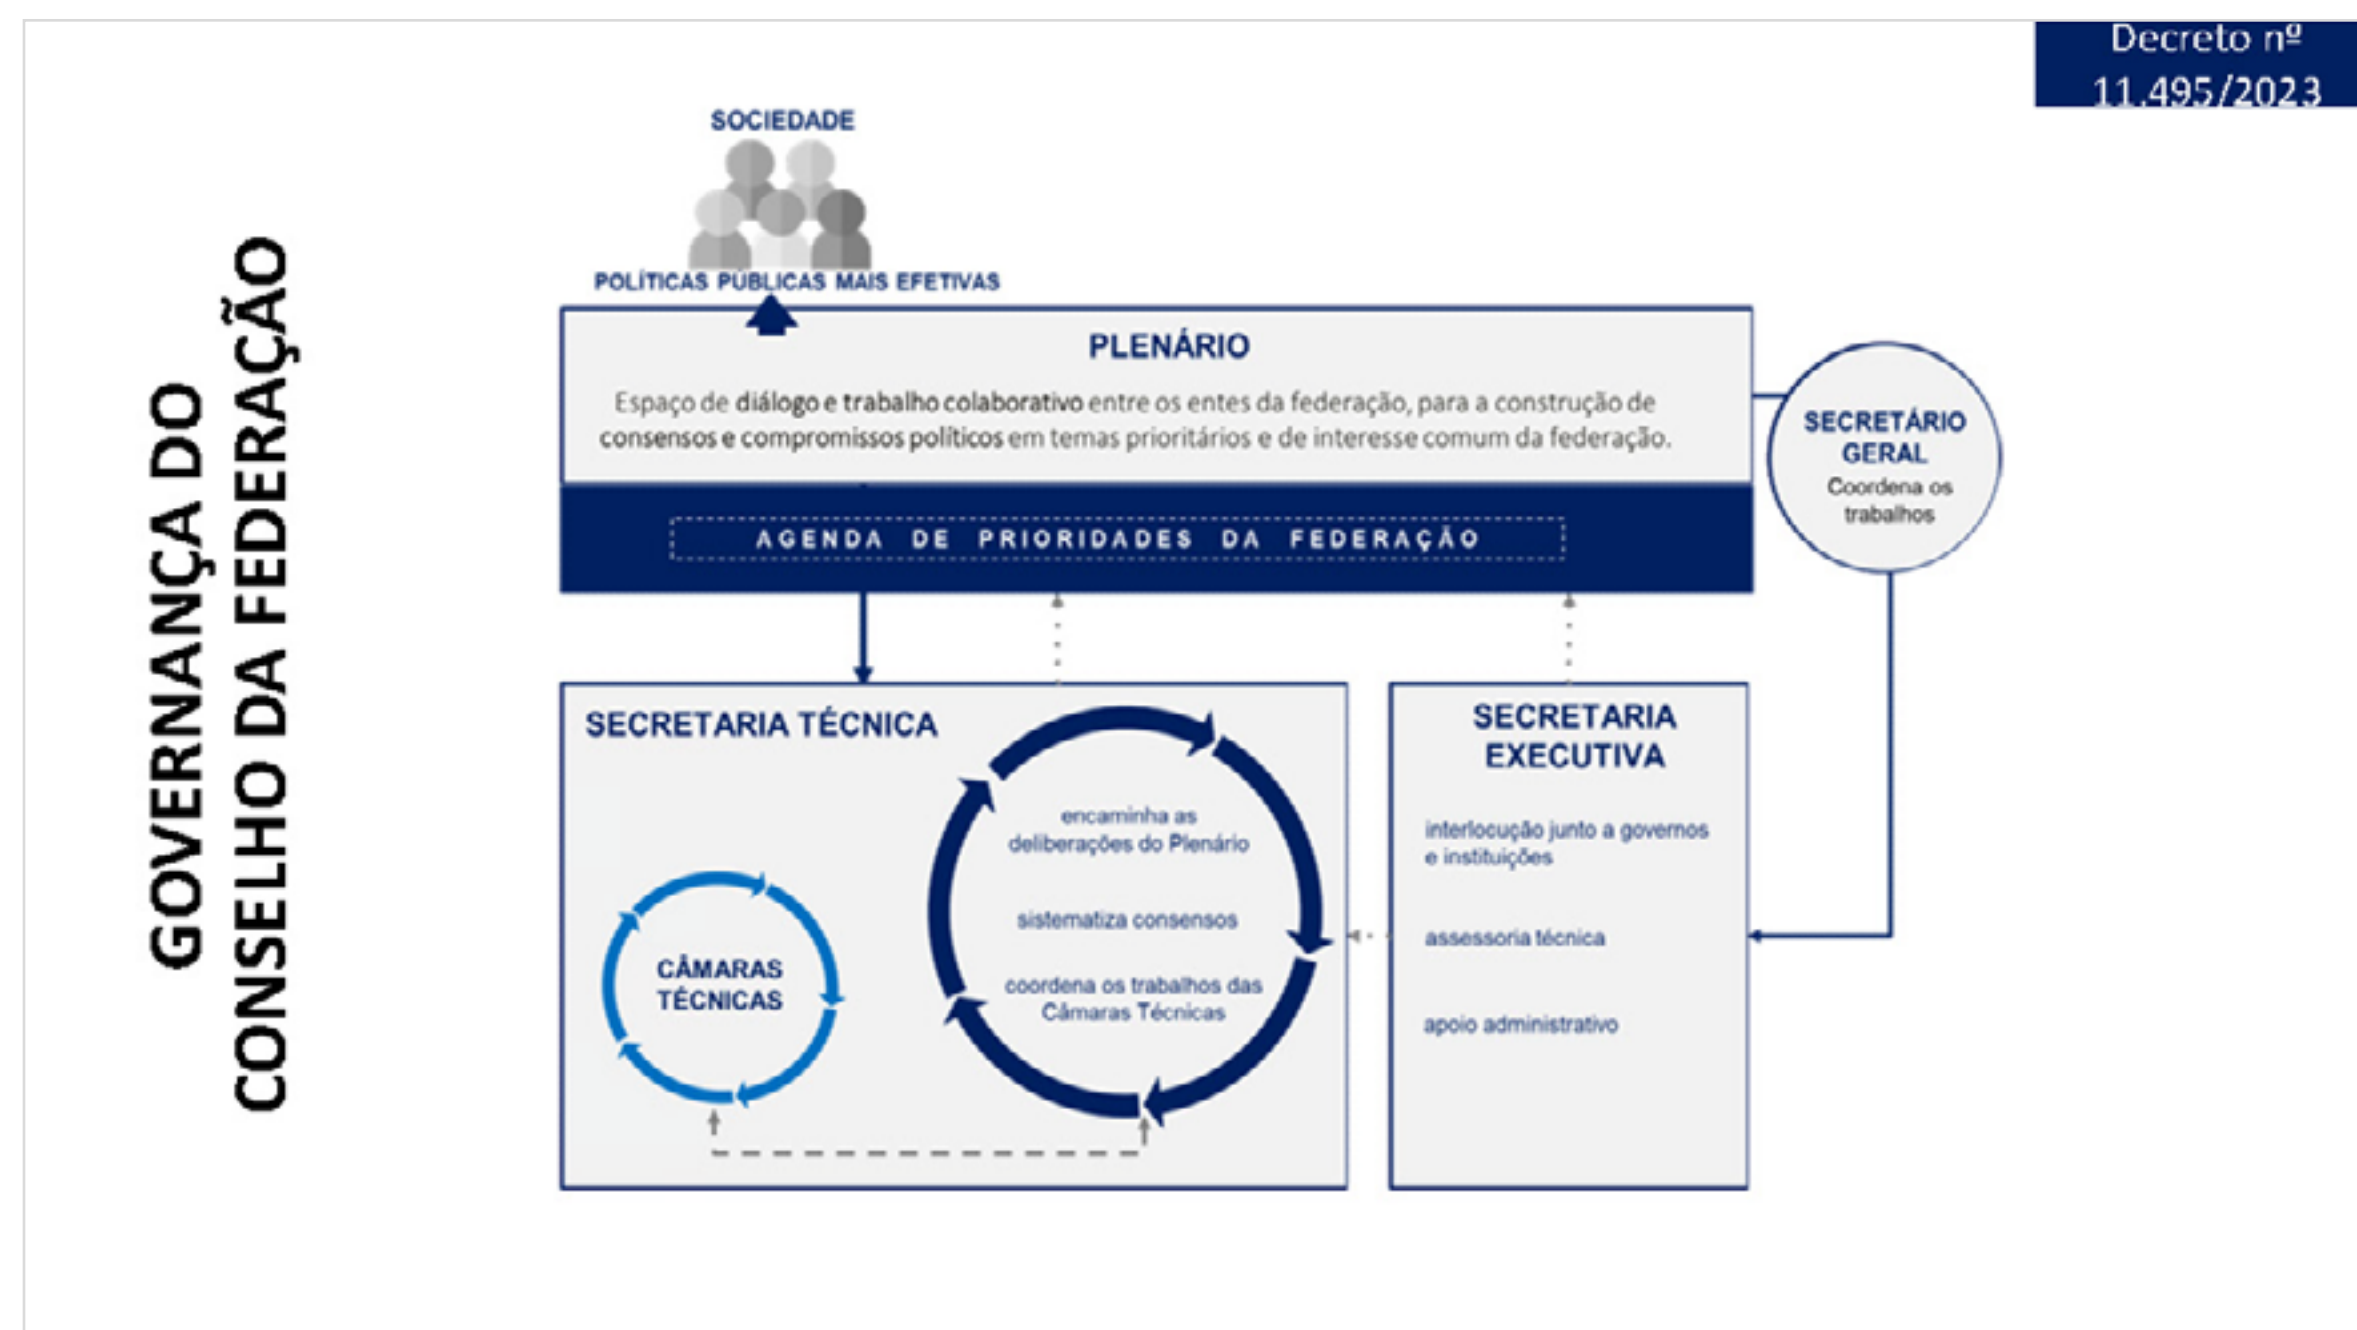 Decreto nº
11.495/2023
GOVERNANÇA DO
CONSELHO DA FEDERAÇÃO
SOCIEDADE
POLÍTICAS PÚBLICAS MAIS EFETIVAS
PLENÁRIO
Espaço de diálogo e trabalho colaborativo entre os entes da federação, para a construção de
consensos e compromissos políticos em temas prioritários e de interesse comum da federação.
AGENDA DE PRIORIDADES DA FEDERAÇÃO
SECRETÁRIO
GERAL
Coordena os
trabalhos
SECRETARIA TÉCNICA
CÂMARAS
TÉCNICAS
encaminha as
deliberações do Plenário
sistematiza consensos
coordena os trabalhos das
Câmaras Técnicas
SECRETARIA
EXECUTIVA
interlocução junto a governos
e instituições
assessoria técnica
apoio administrativo